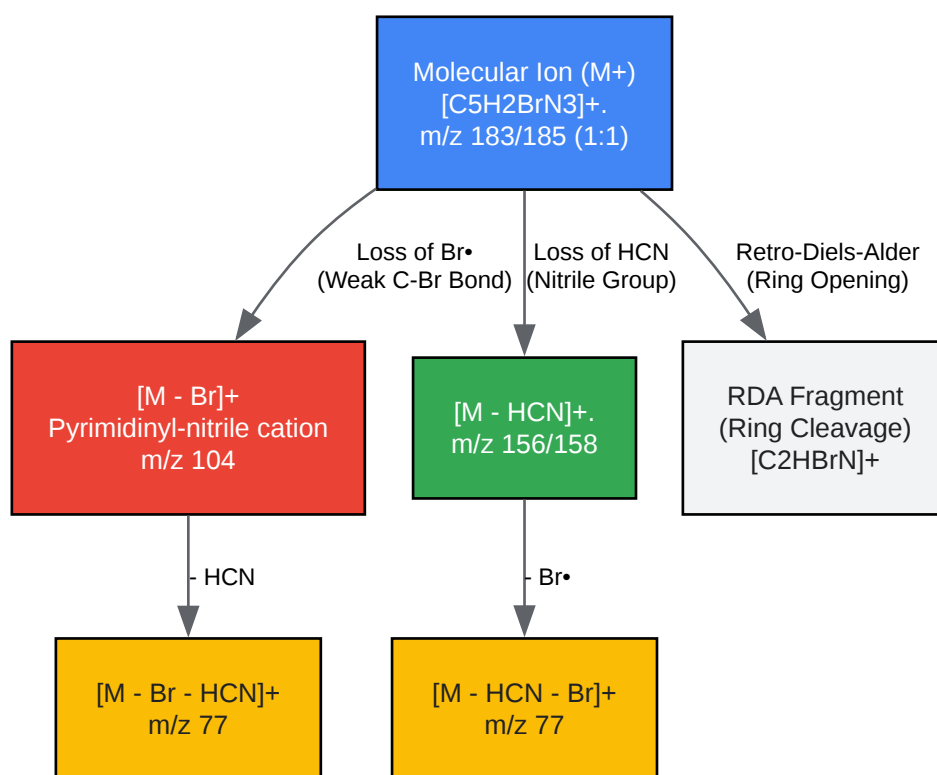 Molecular Ion (M+)
[C5H2BrN3]+.
m/z 183/185 (1:1)
Loss of Br•
(Weak C-Br Bond)
Loss of HCN
(Nitrile Group)
Retro-Diels-Alder
(Ring Opening)
[M - Br]+
Pyrimidinyl-nitrile cation
m/z 104
[M - HCN]+.
m/z 156/158
RDA Fragment
(Ring Cleavage)
[C2HBrN]+
- HCN
- Br•
[M - Br - HCN]+
m/z 77
[M - HCN - Br]+
m/z 77